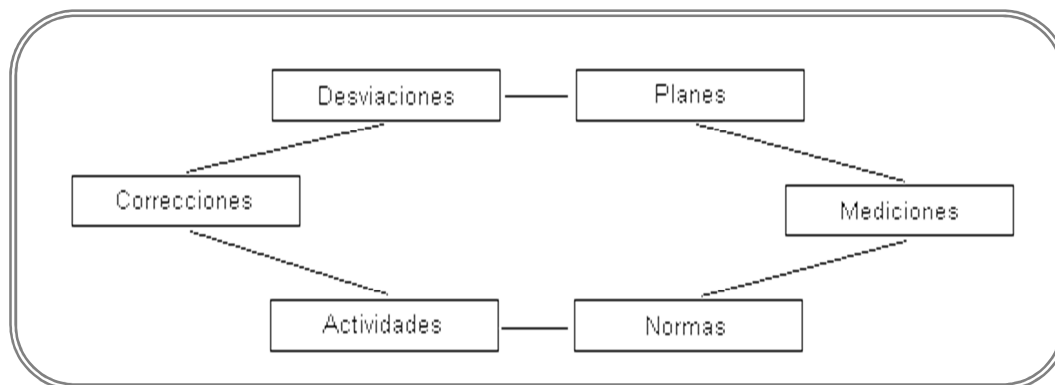 Desviaciones
Planes
Correcciones
Mediciones
Actividades
Normas